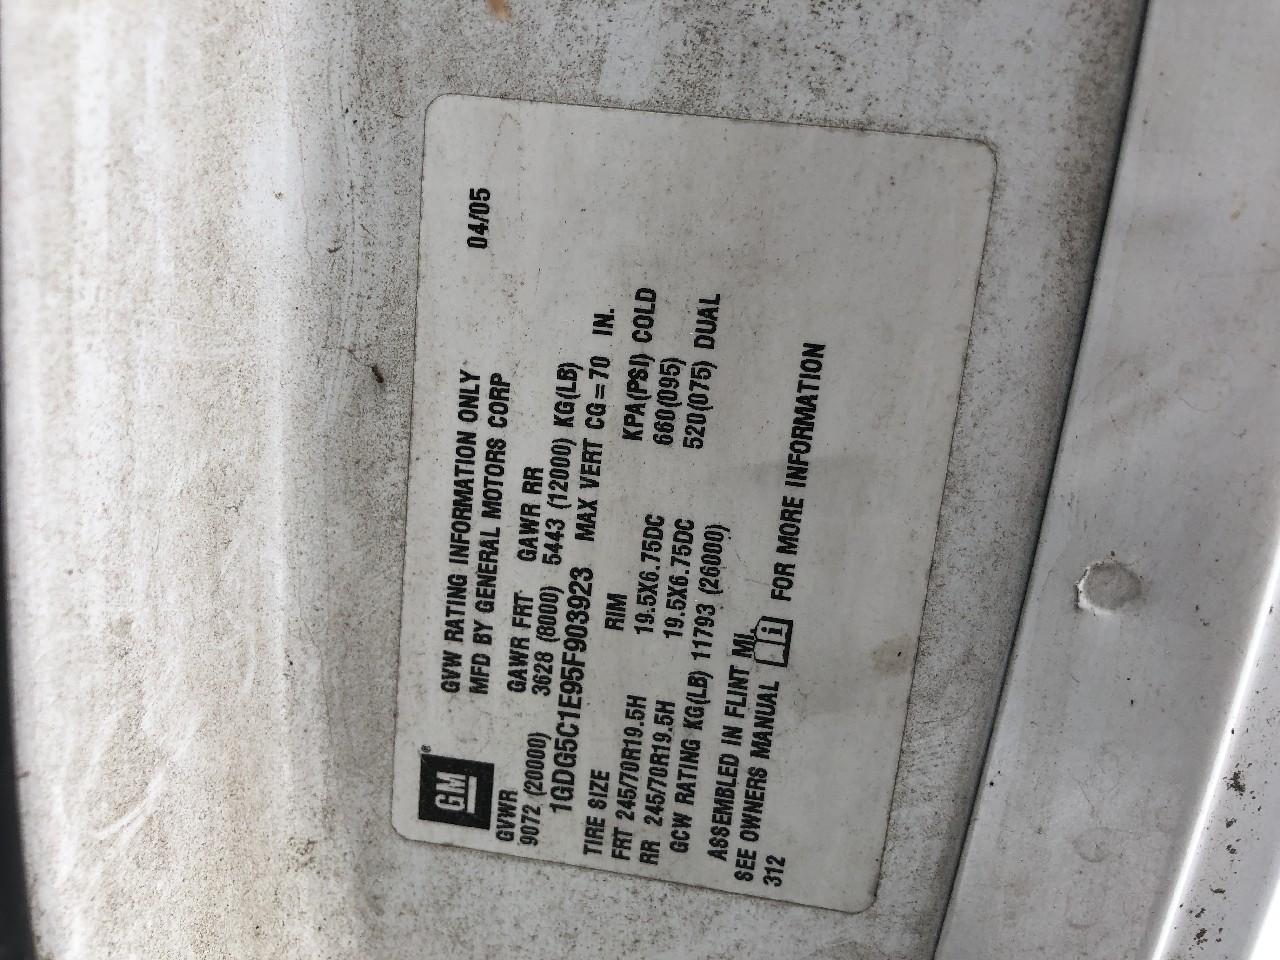 GM®
GVW RATING INFORMATION ONLY
MFD BY GENERAL MOTORS CORP 04/05
GVWR GAWR FRT GAWR RR
9072 (20000) 3628 (8000) 5443 (12000) KG(LB)
1GDG5C1E95F903923 MAX VERT CG=70 IN.
TIRE SIZE RIM KPA(PSI) COLD
FRT 245/70R19.5H 19.5X6.75DC 660(095)
RR 245/70R19.5H 19.5X6.75DC 520(075) DUAL
GCW RATING KG(LB) 11793 (26000)
ASSEMBLED IN FLINT MI.
SEE OWNERS MANUAL i FOR MORE INFORMATION
312